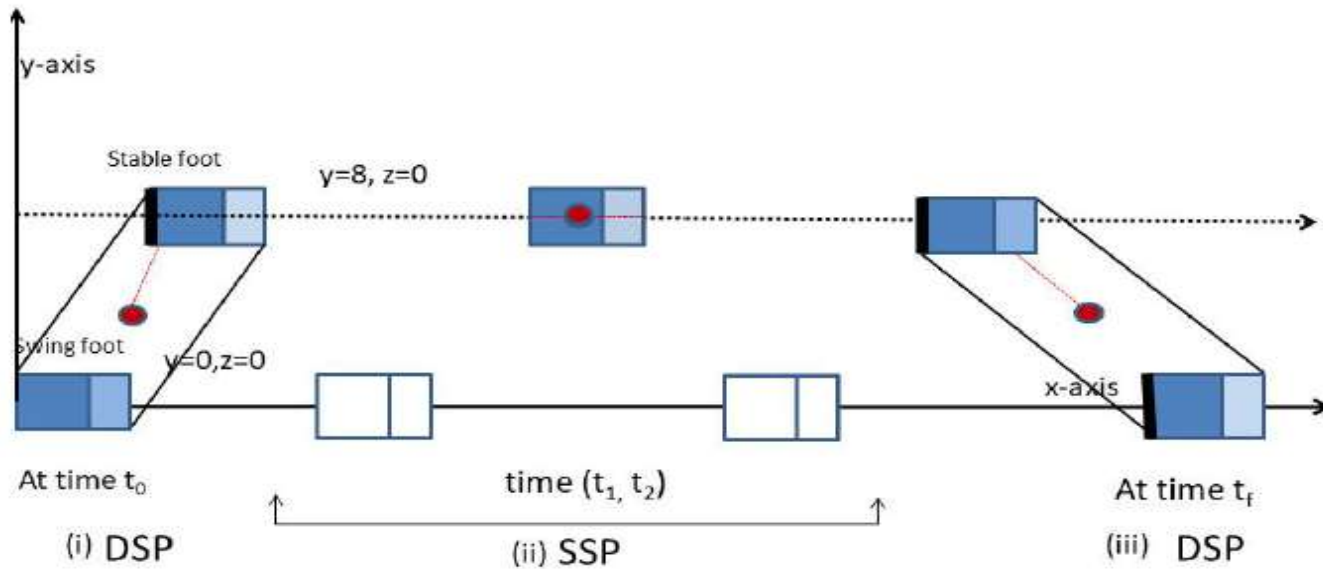 y-axis
Stable foot
y=8, z=0
Swing foot
y=0,z=0
x-axis
At time t₀
time (t₁, t₂)
At time t_f
(i) DSP
(ii) SSP
(iii) DSP